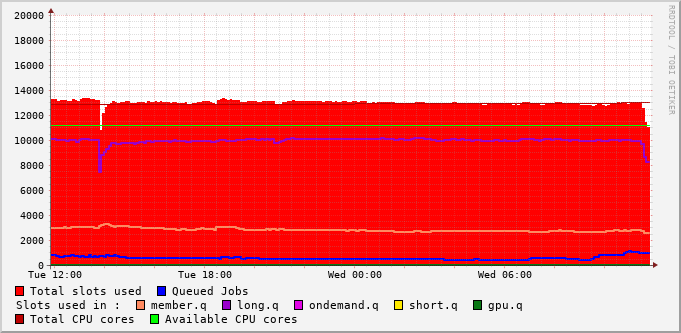 RRDTOOL / TOBI OETIKER
20000
18000
16000
14000
12000
10000
8000
6000
4000
2000
0
Tue 12:00 Tue 18:00 Wed 00:00 Wed 06:00
Total slots used Queued Jobs
Slots used in : member.q long.q ondemand.q short.q gpu.q
Total CPU cores Available CPU cores